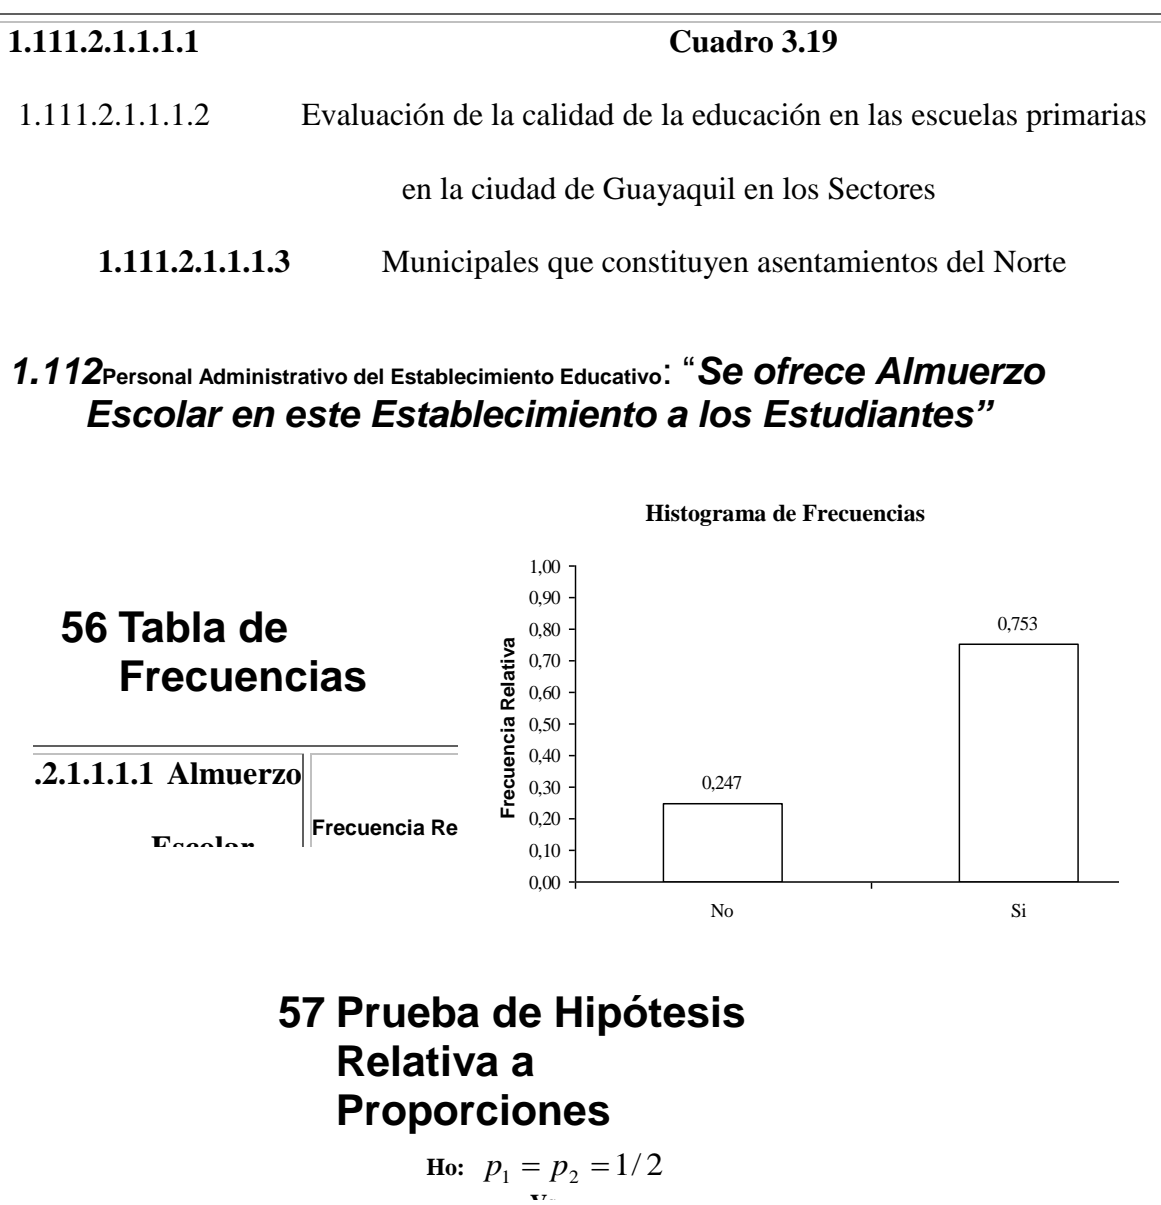 1.111.2.1.1.1.1 Cuadro 3.19
1.111.2.1.1.1.2 Evaluación de la calidad de la educación en las escuelas primarias
en la ciudad de Guayaquil en los Sectores
1.111.2.1.1.1.3 Municipales que constituyen asentamientos del Norte
1.112Personal Administrativo del Establecimiento Educativo: “Se ofrece Almuerzo
Escolar en este Establecimiento a los Estudiantes”
56 Tabla de
Frecuencias
.2.1.1.1.1 Almuerzo
Escolar
Frecuencia Re
Histograma de Frecuencias
Frecuencia Relativa
1,00
0,90
0,80
0,70
0,60
0,50
0,40
0,30
0,20
0,10
0,00
0,247
0,753
No
Si
57 Prueba de Hipótesis
Relativa a
Proporciones
Ho: p₁ = p₂ = 1/2